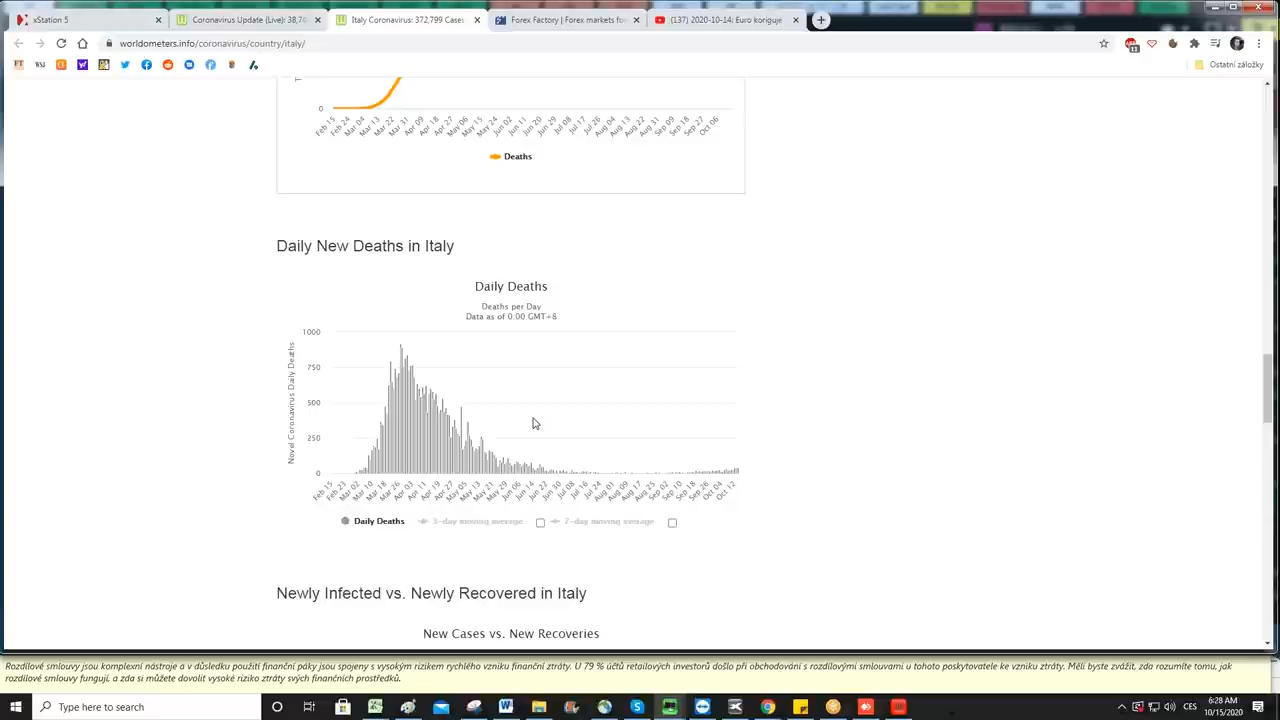 xStation 5
Coronavirus Update (Live): 38,74
Italy Coronavirus: 372,799 Cases
Forex Factory | Forex markets fo
(137) 2020-10-14: Euro koriguje
worldometers.info/coronavirus/country/italy/
11
FT
WSJ
Ostatní záložky
0
Feb 15 Feb 24 Mar 04 Mar 13 Mar 22 Mar 31 Apr 09 Apr 18 Apr 27 May 06 May 15 May 24 Jun 02 Jun 11 Jun 20 Jun 29 Jul 08 Jul 17 Jul 26 Aug 04 Aug 13 Aug 22 Aug 31 Sep 09 Sep 18 Sep 27 Oct 06
Deaths
Daily New Deaths in Italy
Daily Deaths
Deaths per Day
Data as of 0:00 GMT+8
Novel Coronavirus Daily Deaths
1000
750
500
250
0
Feb 15 Feb 23 Mar 02 Mar 10 Mar 18 Mar 26 Apr 03 Apr 11 Apr 19 Apr 27 May 05 May 13 May 21 May 29 Jun 06 Jun 14 Jun 22 Jun 30 Jul 08 Jul 16 Jul 24 Aug 01 Aug 09 Aug 17 Aug 25 Sep 02 Sep 10 Sep 18 Sep 26 Oct 04 Oct 12
Daily Deaths 3-day moving average 7-day moving average
Newly Infected vs. Newly Recovered in Italy
New Cases vs. New Recoveries
Rozdílové smlouvy jsou komplexní nástroje a v důsledku použití finanční páky jsou spojeny s vysokým rizikem rychlého vzniku finanční ztráty. U 79 % účtů retailových investorů došlo při obchodování s rozdílovými smlouvami u tohoto poskytovatele ke vzniku ztráty. Měli byste zvážit, zda rozumíte tomu, jak
rozdílové smlouvy fungují, a zda si můžete dovolit vysoké riziko ztráty svých finančních prostředků.
Type here to search
CES
6:28 AM
10/15/2020